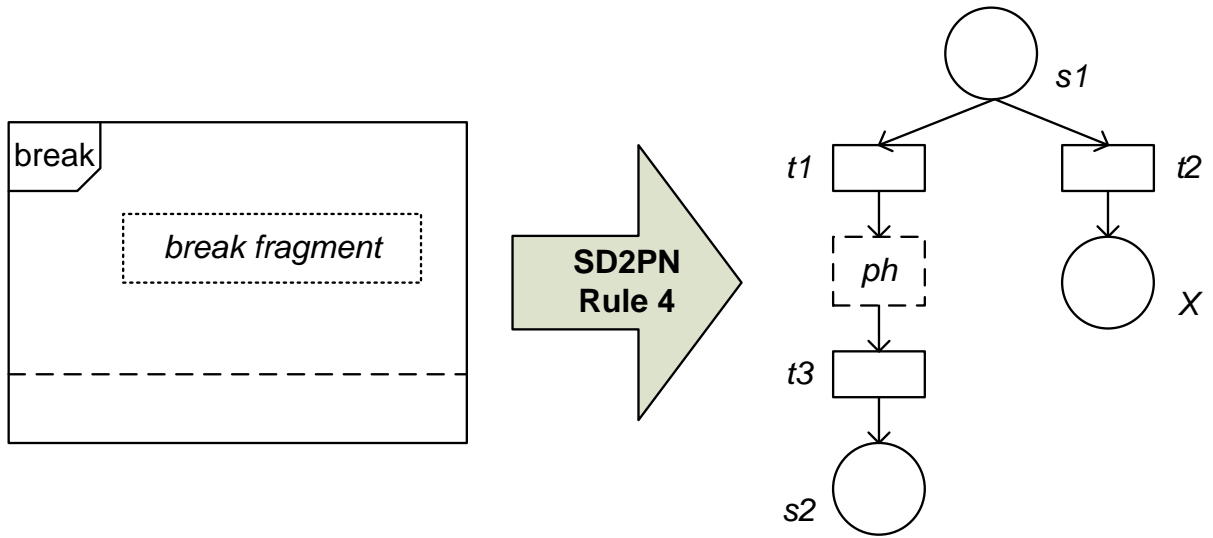 break
break fragment
SD2PN
Rule 4
s1
t1
t2
ph
X
t3
s2